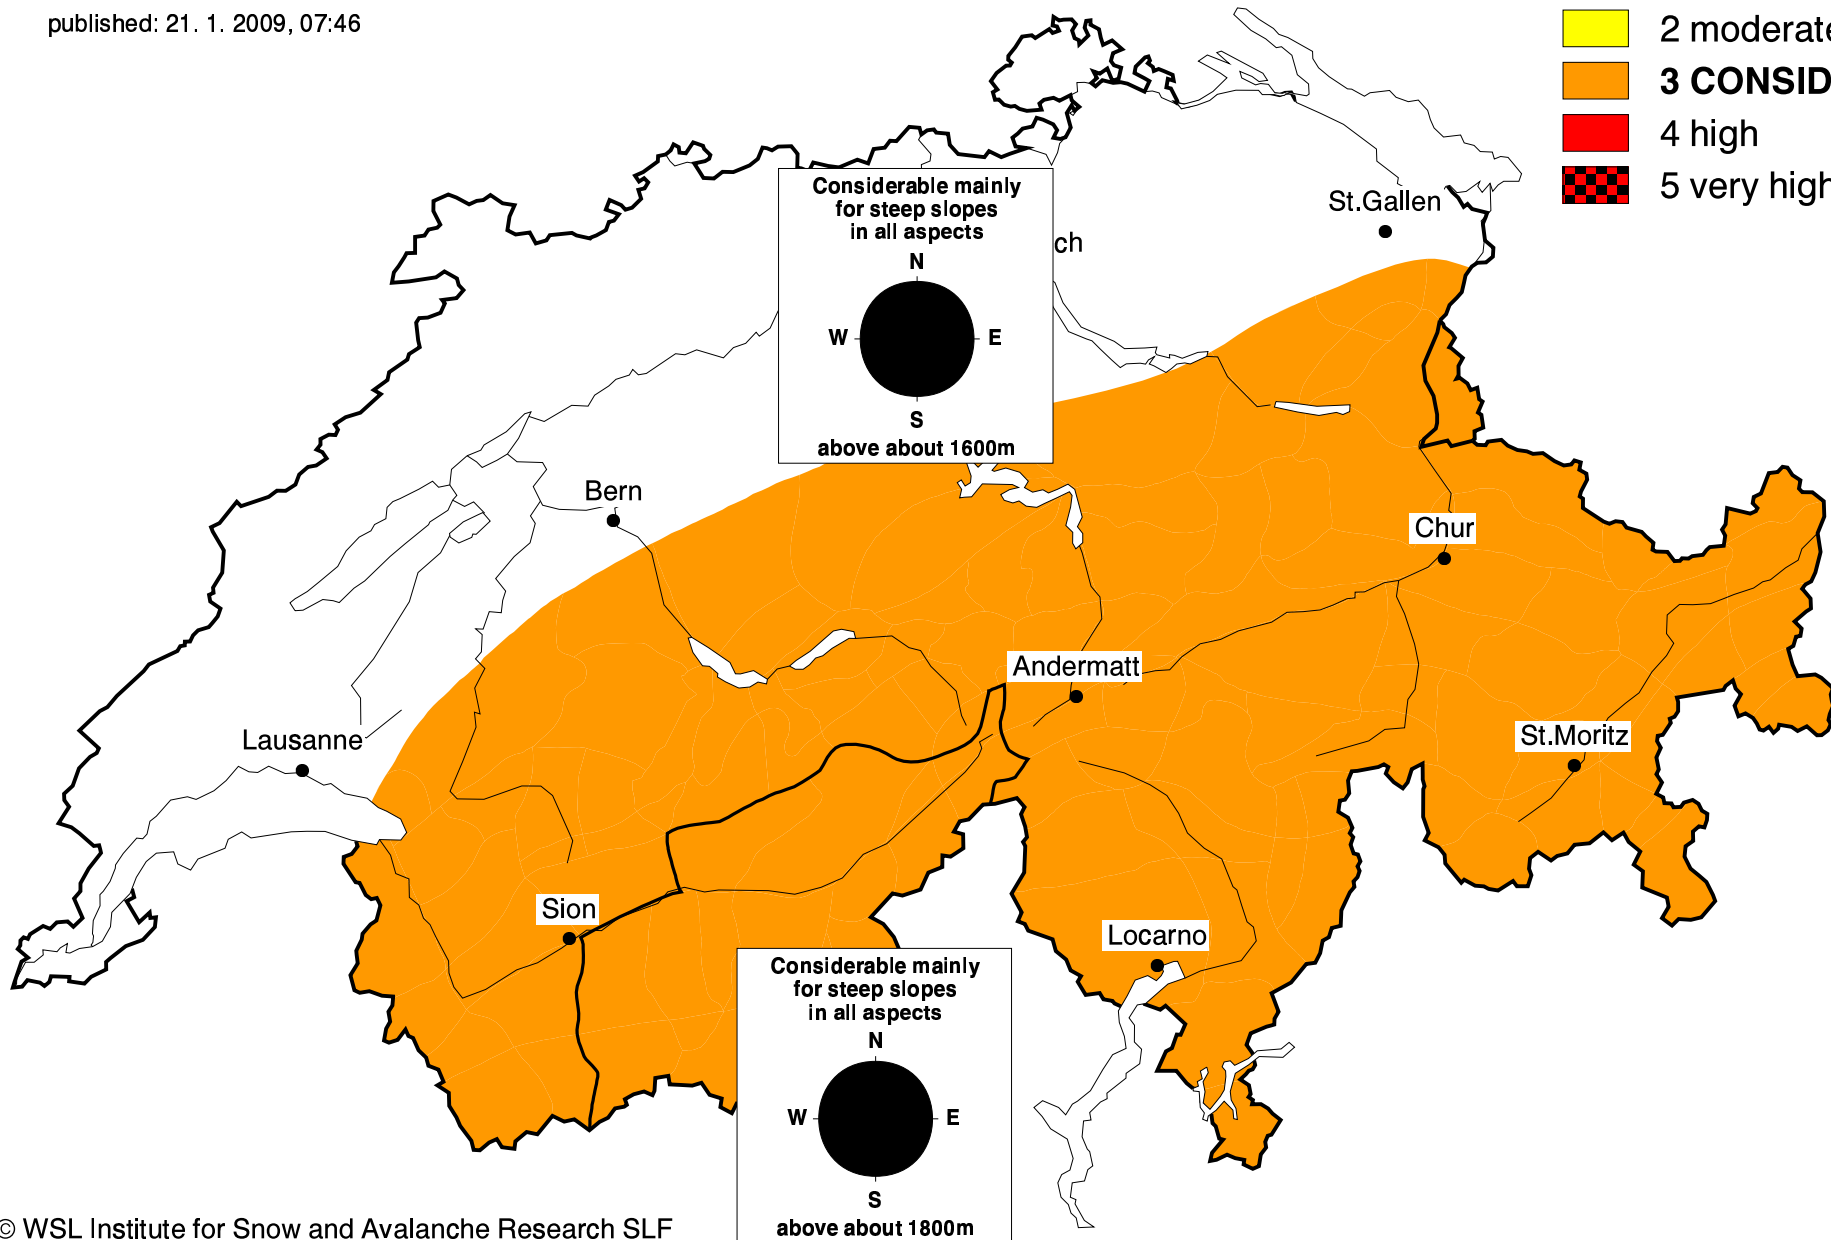 published: 21. 1. 2009, 07:46
2 moderate
3 CONSID
4 high
5 very high
Considerable mainly
for steep slopes
in all aspects
N
W E
S
above about 1600m
ch
St.Gallen
Bern
Chur
Andermatt
St.Moritz
Lausanne
Sion
Locarno
Considerable mainly
for steep slopes
in all aspects
N
W E
S
above about 1800m
© WSL Institute for Snow and Avalanche Research SLF